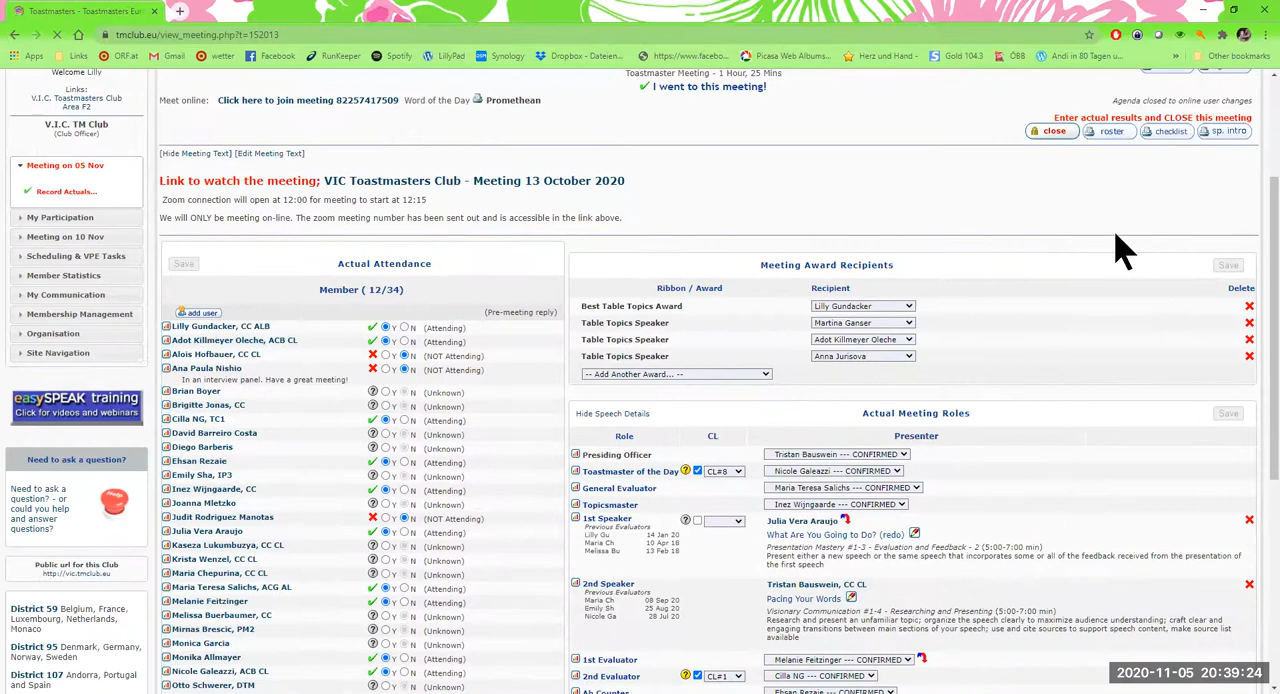 Toastmasters - Toastmasters Eur
tmclub.eu/view_meeting.php?t=152013
Apps Links ORF.at Gmail wetter Facebook RunKeeper Spotify LillyPad DSM Synology Dropbox - Dateien... https://www.facebo... Picasa Web Albums... Herz und Hand - ... Gold 104.3 ÖBB Andi in 80 Tagen u... » Other bookmarks
Welcome Lilly
Links:
V.I.C. Toastmasters Club
Area F2
V.I.C. TM Club
(Club Officer)
Meeting on 05 Nov
Record Actuals...
My Participation
Meeting on 10 Nov
Scheduling & VPE Tasks
Member Statistics
My Communication
Membership Management
Organisation
Site Navigation
easySPEAK training
Click for videos and webinars
Need to ask a question?
Need to ask a
question? - or
could you help
and answer
questions?
Help
Public url for this Club
http://vic.tmclub.eu
District 59 Belgium, France,
Luxembourg, Netherlands,
Monaco
District 95 Denmark, Germany,
Norway, Sweden
District 107 Andorra, Portugal
and Spain
Toastmaster Meeting - 1 Hour, 25 Mins
I went to this meeting!
Meet online: Click here to join meeting 82257417509 Word of the Day Promethean
Agenda closed to online user changes
Enter actual results and CLOSE this meeting
close roster checklist sp. intro
[Hide Meeting Text] [Edit Meeting Text]
Link to watch the meeting; VIC Toastmasters Club - Meeting 13 October 2020
Zoom connection will open at 12:00 for meeting to start at 12:15
We will ONLY be meeting on-line. The zoom meeting number has been sent out and is accessible in the link above.
Save Actual Attendance
Member ( 12/34)
add user (Pre-meeting reply)
Lilly Gundacker, CC ALB Y N (Attending)
Adot Killmeyer Oleche, ACB CL Y N (Attending)
Alois Hofbauer, CC CL Y N (NOT Attending)
Ana Paula Nishio Y N (NOT Attending)
In an interview panel. Have a great meeting!
Brian Boyer Y N (Unknown)
Brigitte Jonas, CC Y N (Unknown)
Cilla NG, TC1 Y N (Attending)
David Barreiro Costa Y N (Unknown)
Diego Barberis Y N (Unknown)
Ehsan Rezaie Y N (Attending)
Emily Sha, IP3 Y N (Unknown)
Inez Wijngaarde, CC Y N (Attending)
Joanna Mletzko Y N (Unknown)
Judit Rodriguez Manotas Y N (NOT Attending)
Julia Vera Araujo Y N (Attending)
Kaseza Lukumbuzya, CC CL Y N (Unknown)
Krista Wenzel, CC CL Y N (Unknown)
Maria Chepurina, CC CL Y N (Unknown)
Maria Teresa Salichs, ACG AL Y N (Attending)
Melanie Feitzinger Y N (Attending)
Melissa Buerbaumer, CC Y N (Unknown)
Mirnas Brescic, PM2 Y N (Unknown)
Monica Garcia Y N (Unknown)
Monika Allmayer Y N (Attending)
Nicole Galeazzi, ACB CL Y N (Attending)
Otto Schwerer, DTM Y N (Unknown)
Meeting Award Recipients Save
Ribbon / Award Recipient Delete
Best Table Topics Award Lilly Gundacker
Table Topics Speaker Martina Ganser
Table Topics Speaker Adot Killmeyer Oleche
Table Topics Speaker Anna Jurisova
-- Add Another Award... --
Hide Speech Details Actual Meeting Roles Save
Role CL Presenter
Presiding Officer Tristan Bauswein --- CONFIRMED
Toastmaster of the Day CL#8 Nicole Galeazzi --- CONFIRMED
General Evaluator Maria Teresa Salichs --- CONFIRMED
Topicsmaster Inez Wijngaarde --- CONFIRMED
1st Speaker Julia Vera Araujo
Previous Evaluators
Lilly Gu 14 Jan 20
Maria Ch 10 Apr 18
Melissa Bu 13 Feb 18
What Are You Going to Do? (redo)
Presentation Mastery #1-3 - Evaluation and Feedback - 2 (5:00-7:00 min)
Present either a new speech or the same speech that incorporates some or all of the feedback received from the presentation of
the first speech
2nd Speaker Tristan Bauswein, CC CL
Previous Evaluators
Maria Ch 08 Sep 20
Emily Sh 25 Aug 20
Nicole Ga 28 Jul 20
Pacing Your Words
Visionary Communication #1-4 - Researching and Presenting (5:00-7:00 min)
Research and present an unfamiliar topic; organize the speech clearly to maximize audience understanding; craft clear and
engaging transitions between main sections of your speech; use and cite sources to support speech content, make source list
available
1st Evaluator Melanie Feitzinger --- CONFIRMED
2nd Evaluator CL#1 Cilla NG --- CONFIRMED
Ah Counter Ehsan Rezaie --- CONFIRMED
2020-11-05 20:39:24